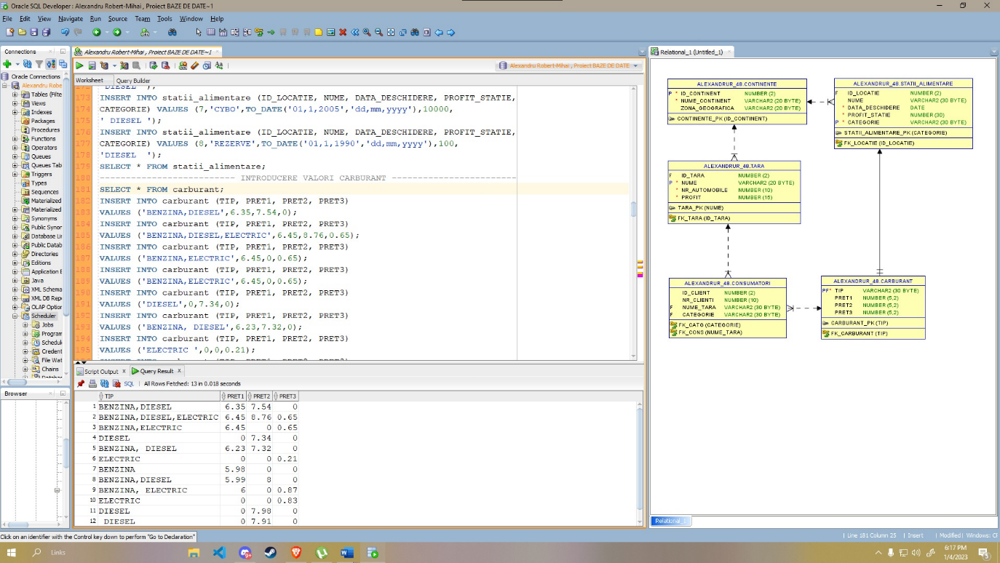 Oracle SQL Developer : Alexandru Robert-Mihai , Proiect BAZE DE DATE~1
File Edit View Navigate Run Source Team Tools Window Help
Connections
Oracle Connections
Alexandru Robe
Tables (Filte
Views
Indexes
Packages
Procedures
Functions
Operators
Queues
Queues Tab
Triggers
Types
Sequences
Materialized
Materialized
Synonyms
Public Synon
Database Lin
Public Datab
Directories
Editions
Application E
Java
XML Schema
XML DB Repo
OLAP Option
Scheduler
Jobs
Program
Schedul
Credent
File Wat
Chains
Browser
Alexandru Robert-Mihai , Proiect BAZE DE DATE~1
Alexandru Robert-Mihai , Proiect BAZE DE DATE
Worksheet Query Builder
172 'DIESEL ');
173 INSERT INTO statii_alimentare (ID_LOCATIE, NUME, DATA_DESCHIDERE, PROFIT_STATIE,
174 CATEGORIE) VALUES (7,'CYBO',TO_DATE('01,1,2005','dd,mm,yyyy'),10000,
175 ' DIESEL ');
176 INSERT INTO statii_alimentare (ID_LOCATIE, NUME, DATA_DESCHIDERE, PROFIT_STATIE,
177 CATEGORIE) VALUES (8,'REZERVE',TO_DATE('01,1,1990','dd,mm,yyyy'),100,
178 'DIESEL  ');
179 SELECT * FROM statii_alimentare;
180 ------------------------ INTRODUCERE VALORI CARBURANT ------------------------
181 SELECT * FROM carburant;
182 INSERT INTO carburant (TIP, PRET1, PRET2, PRET3)
183 VALUES ('BENZINA,DIESEL',6.35,7.54,0);
184 INSERT INTO carburant (TIP, PRET1, PRET2, PRET3)
185 VALUES ('BENZINA,DIESEL,ELECTRIC',6.45,8.76,0.65);
186 INSERT INTO carburant (TIP, PRET1, PRET2, PRET3)
187 VALUES ('BENZINA,ELECTRIC',6.45,0,0.65);
188 INSERT INTO carburant (TIP, PRET1, PRET2, PRET3)
189 VALUES ('BENZINA,ELECTRIC',6.45,0,0.65);
190 INSERT INTO carburant (TIP, PRET1, PRET2, PRET3)
191 VALUES ('DIESEL',0,7.34,0);
192 INSERT INTO carburant (TIP, PRET1, PRET2, PRET3)
193 VALUES ('BENZINA, DIESEL',6.23,7.32,0);
194 INSERT INTO carburant (TIP, PRET1, PRET2, PRET3)
195 VALUES ('ELECTRIC ',0,0,0.21);
Script Output x Query Result x
SQL | All Rows Fetched: 13 in 0.018 seconds
TIP PRET1 PRET2 PRET3
1 BENZINA,DIESEL 6.35 7.54 0
2 BENZINA,DIESEL,ELECTRIC 6.45 8.76 0.65
3 BENZINA,ELECTRIC 6.45 0 0.65
4 DIESEL 0 7.34 0
5 BENZINA, DIESEL 6.23 7.32 0
6 ELECTRIC 0 0 0.21
7 BENZINA 5.98 0 0
8 BENZINA,DIESEL 5.99 8 0
9 BENZINA, ELECTRIC 6 0 0.87
10 ELECTRIC 0 0 0.83
11 DIESEL 0 7.98 0
12 DIESEL 0 7.91 0
Relational_1 (Untitled_1)
ALEXANDRUR_48.CONTINENTE
P * ID_CONTINENT NUMBER (2)
* NUME_CONTINENT VARCHAR2 (20 BYTE)
ZONA_GEOGRAFICA VARCHAR2 (20 BYTE)
CONTINENTE_PK (ID_CONTINENT)
ALEXANDRUR_48.STATII_ALIMENTARE
F ID_LOCATIE NUMBER (2)
NUME VARCHAR2 (30 BYTE)
* DATA_DESCHIDERE DATE
* PROFIT_STATIE NUMBER (30)
P * CATEGORIE VARCHAR2 (30 BYTE)
STATII_ALIMENTARE_PK (CATEGORIE)
FK_LOCATIE (ID_LOCATIE)
ALEXANDRUR_48.TARA
F ID_TARA NUMBER (2)
P * NUME VARCHAR2 (20 BYTE)
* NR_AUTOMOBILE NUMBER (10)
* PROFIT NUMBER (15)
TARA_PK (NUME)
FK_TARA (ID_TARA)
ALEXANDRUR_48.CONSUMATORI
ID_CLIENT NUMBER (2)
NR_CLIENTI NUMBER (10)
F NUME_TARA VARCHAR2 (30 BYTE)
F CATEGORIE VARCHAR2 (30 BYTE)
FK_CATG (CATEGORIE)
FK_CONS (NUME_TARA)
ALEXANDRUR_48.CARBURANT
PF* TIP VARCHAR2 (30 BYTE)
PRET1 NUMBER (5,2)
PRET2 NUMBER (5,2)
PRET3 NUMBER (5,2)
CARBURANT_PK (TIP)
FK_CARBURANT (TIP)
Relational_1
Click on an identifier with the Control key down to perform "Go to Declaration"
| Line 181 Column 25 | Insert | Modified | Windows: Cl
Links
6:17 PM
1/4/2023
5